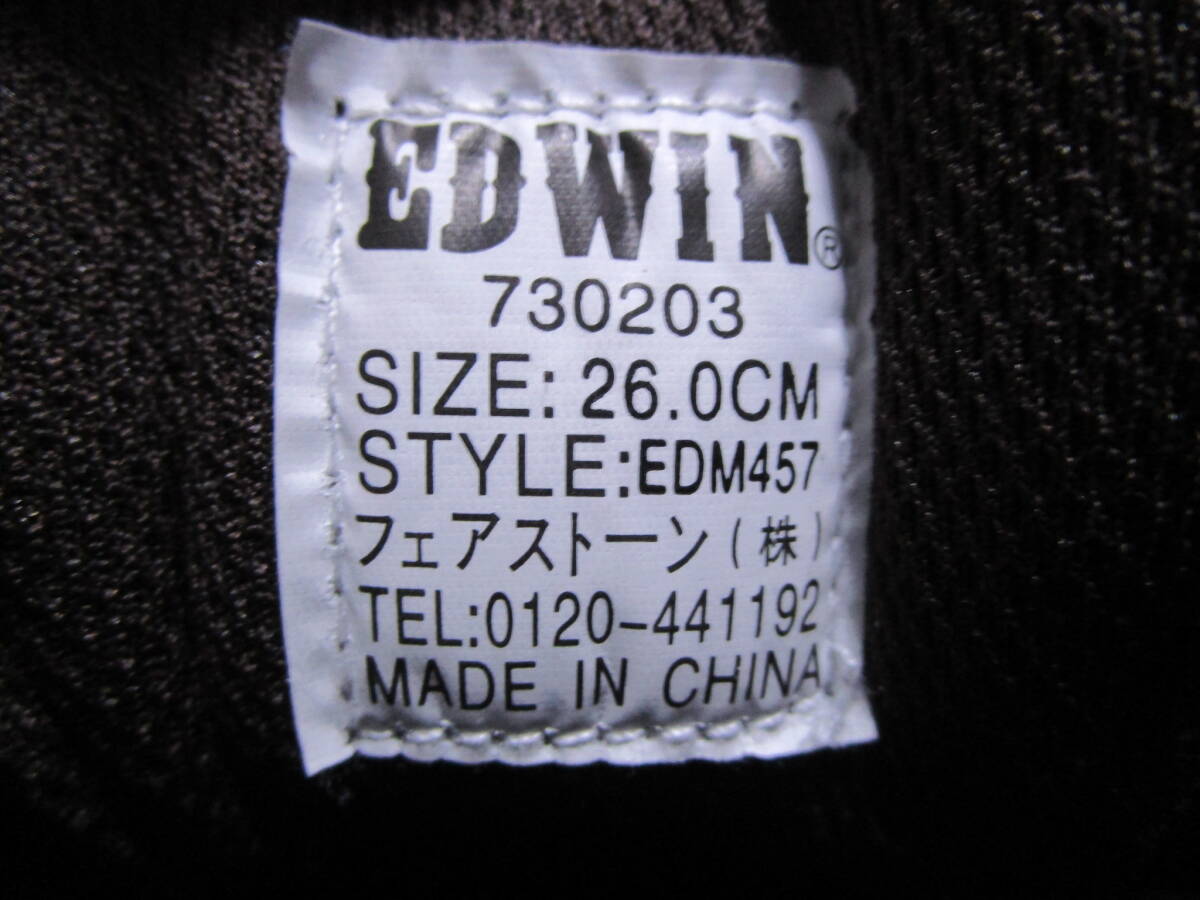 EDWIN®
730203
SIZE: 26.0CM
STYLE:EDM457
フェアストーン(株)
TEL:0120-441192
MADE IN CHINA